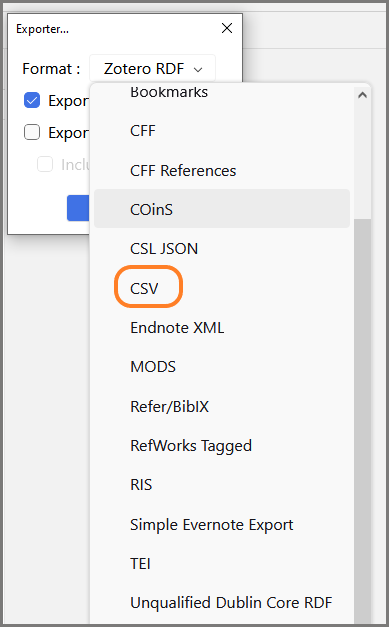 Exporter...
Format : Zotero RDF
Expor
Expor
Inclu
Bookmarks
CFF
CFF References
COinS
CSL JSON
CSV
Endnote XML
MODS
Refer/BibIX
RefWorks Tagged
RIS
Simple Evernote Export
TEI
Unqualified Dublin Core RDF